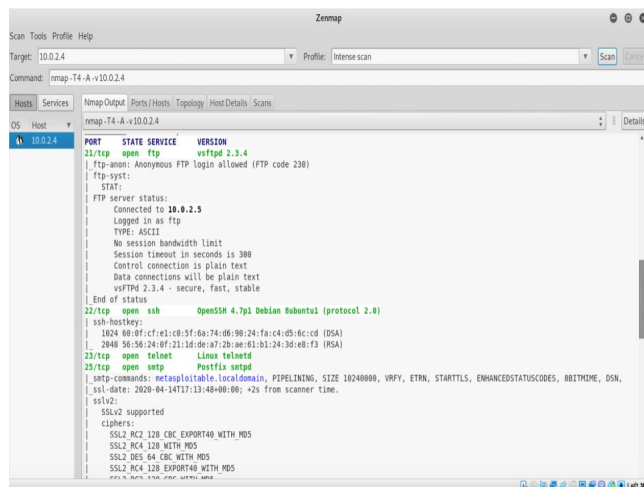 Zenmap
Scan Tools Profile Help
Target: 10.0.2.4 Profile: Intense scan Scan Cancel
Command: nmap -T4 -A -v 10.0.2.4
Hosts Services Nmap Output Ports / Hosts Topology Host Details Scans
OS Host nmap -T4 -A -v 10.0.2.4 Details
10.0.2.4
PORT STATE SERVICE VERSION
21/tcp open ftp vsftpd 2.3.4
|_ftp-anon: Anonymous FTP login allowed (FTP code 230)
| ftp-syst:
| STAT:
| FTP server status:
| Connected to 10.0.2.5
| Logged in as ftp
| TYPE: ASCII
| No session bandwidth limit
| Session timeout in seconds is 300
| Control connection is plain text
| Data connections will be plain text
| vsFTPd 2.3.4 - secure, fast, stable
|_End of status
22/tcp open ssh OpenSSH 4.7p1 Debian 8ubuntu1 (protocol 2.0)
| ssh-hostkey:
| 1024 60:0f:cf:e1:c0:5f:6a:74:d6:90:24:fa:c4:d5:6c:cd (DSA)
|_ 2048 56:56:24:0f:21:1d:de:a7:2b:ae:61:b1:24:3d:e8:f3 (RSA)
23/tcp open telnet Linux telnetd
25/tcp open smtp Postfix smtpd
|_smtp-commands: metasploitable.localdomain, PIPELINING, SIZE 10240000, VRFY, ETRN, STARTTLS, ENHANCEDSTATUSCODES, 8BITMIME, DSN,
|_ssl-date: 2020-04-14T17:13:48+00:00; +2s from scanner time.
| sslv2:
| SSLv2 supported
| ciphers:
| SSL2_RC2_128_CBC_EXPORT40_WITH_MD5
| SSL2_RC4_128_WITH_MD5
| SSL2_DES_64_CBC_WITH_MD5
| SSL2_RC4_128_EXPORT40_WITH_MD5